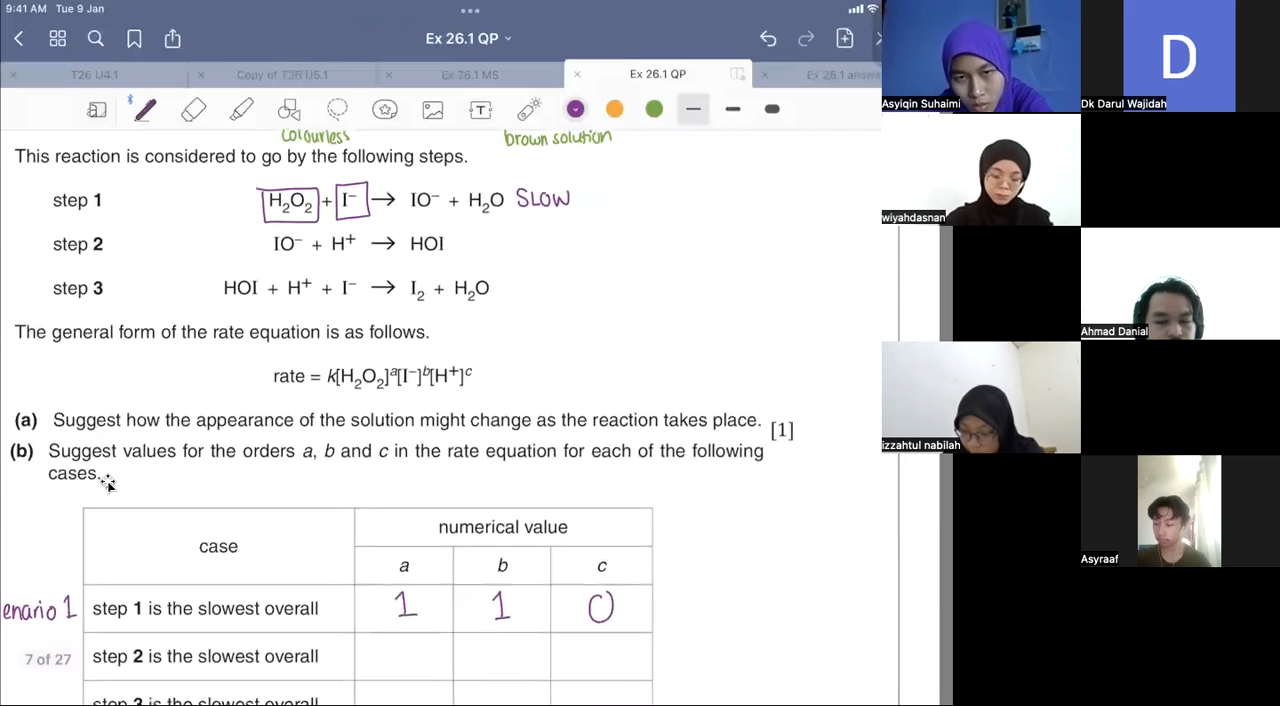 9:41 AM Tue 9 Jan
Ex 26.1 QP
T26 U4.1
Copy of T26 U5.1
Ex 26.1 MS
Ex 26.1 QP
Ex 26.1 answe
colourless
brown solution
This reaction is considered to go by the following steps.
step 1 H₂O₂ + I⁻ → IO⁻ + H₂O SLOW
step 2 IO⁻ + H⁺ → HOI
step 3 HOI + H⁺ + I⁻ → I₂ + H₂O
The general form of the rate equation is as follows.
rate = k[H₂O₂]ᵃ[I⁻]ᵇ[H⁺]ᶜ
(a) Suggest how the appearance of the solution might change as the reaction takes place. [1]
(b) Suggest values for the orders a, b and c in the rate equation for each of the following
cases.
case
numerical value
a b c
enario 1 step 1 is the slowest overall 1 1 0
7 of 27 step 2 is the slowest overall
step 3 is the slowest overall
Asyiqin Suhaimi
D
Dk Darul Wajidah
wiyahdasnan
Ahmad Danial
izzahtul nabilah
Asyraaf